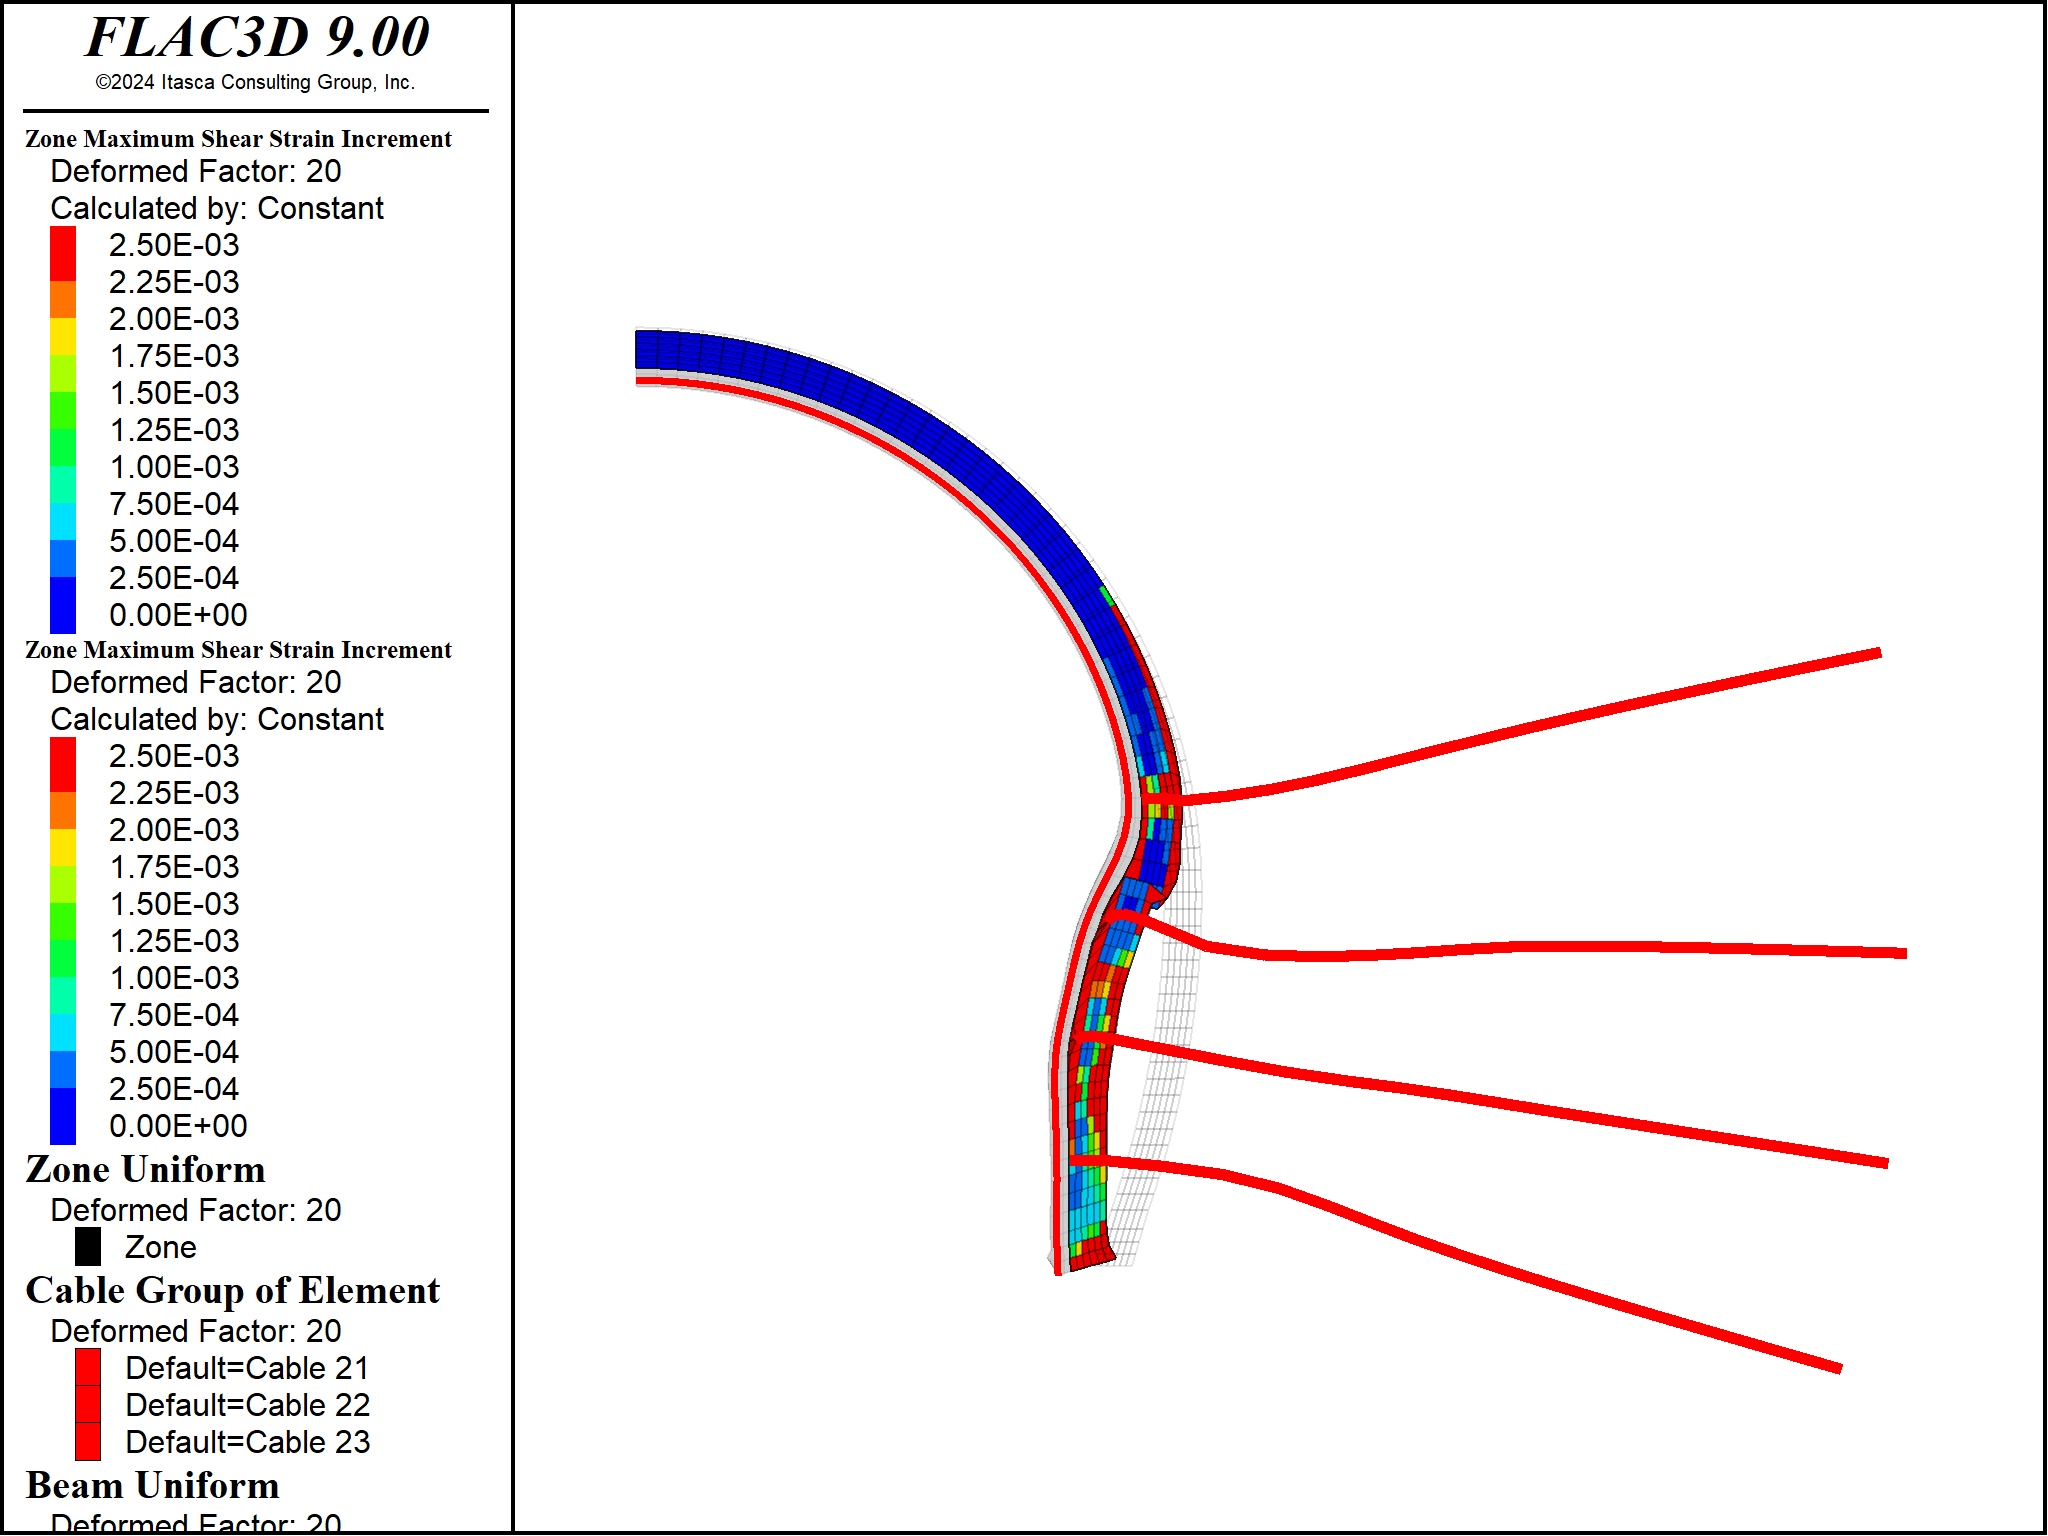 FLAC3D 9.00
©2024 Itasca Consulting Group, Inc.
Zone Maximum Shear Strain Increment
Deformed Factor: 20
Calculated by: Constant
2.50E-03
2.25E-03
2.00E-03
1.75E-03
1.50E-03
1.25E-03
1.00E-03
7.50E-04
5.00E-04
2.50E-04
0.00E+00
Zone Maximum Shear Strain Increment
Deformed Factor: 20
Calculated by: Constant
2.50E-03
2.25E-03
2.00E-03
1.75E-03
1.50E-03
1.25E-03
1.00E-03
7.50E-04
5.00E-04
2.50E-04
0.00E+00
Zone Uniform
Deformed Factor: 20
Zone
Cable Group of Element
Deformed Factor: 20
Default=Cable 21
Default=Cable 22
Default=Cable 23
Beam Uniform
Deformed Factor: 20